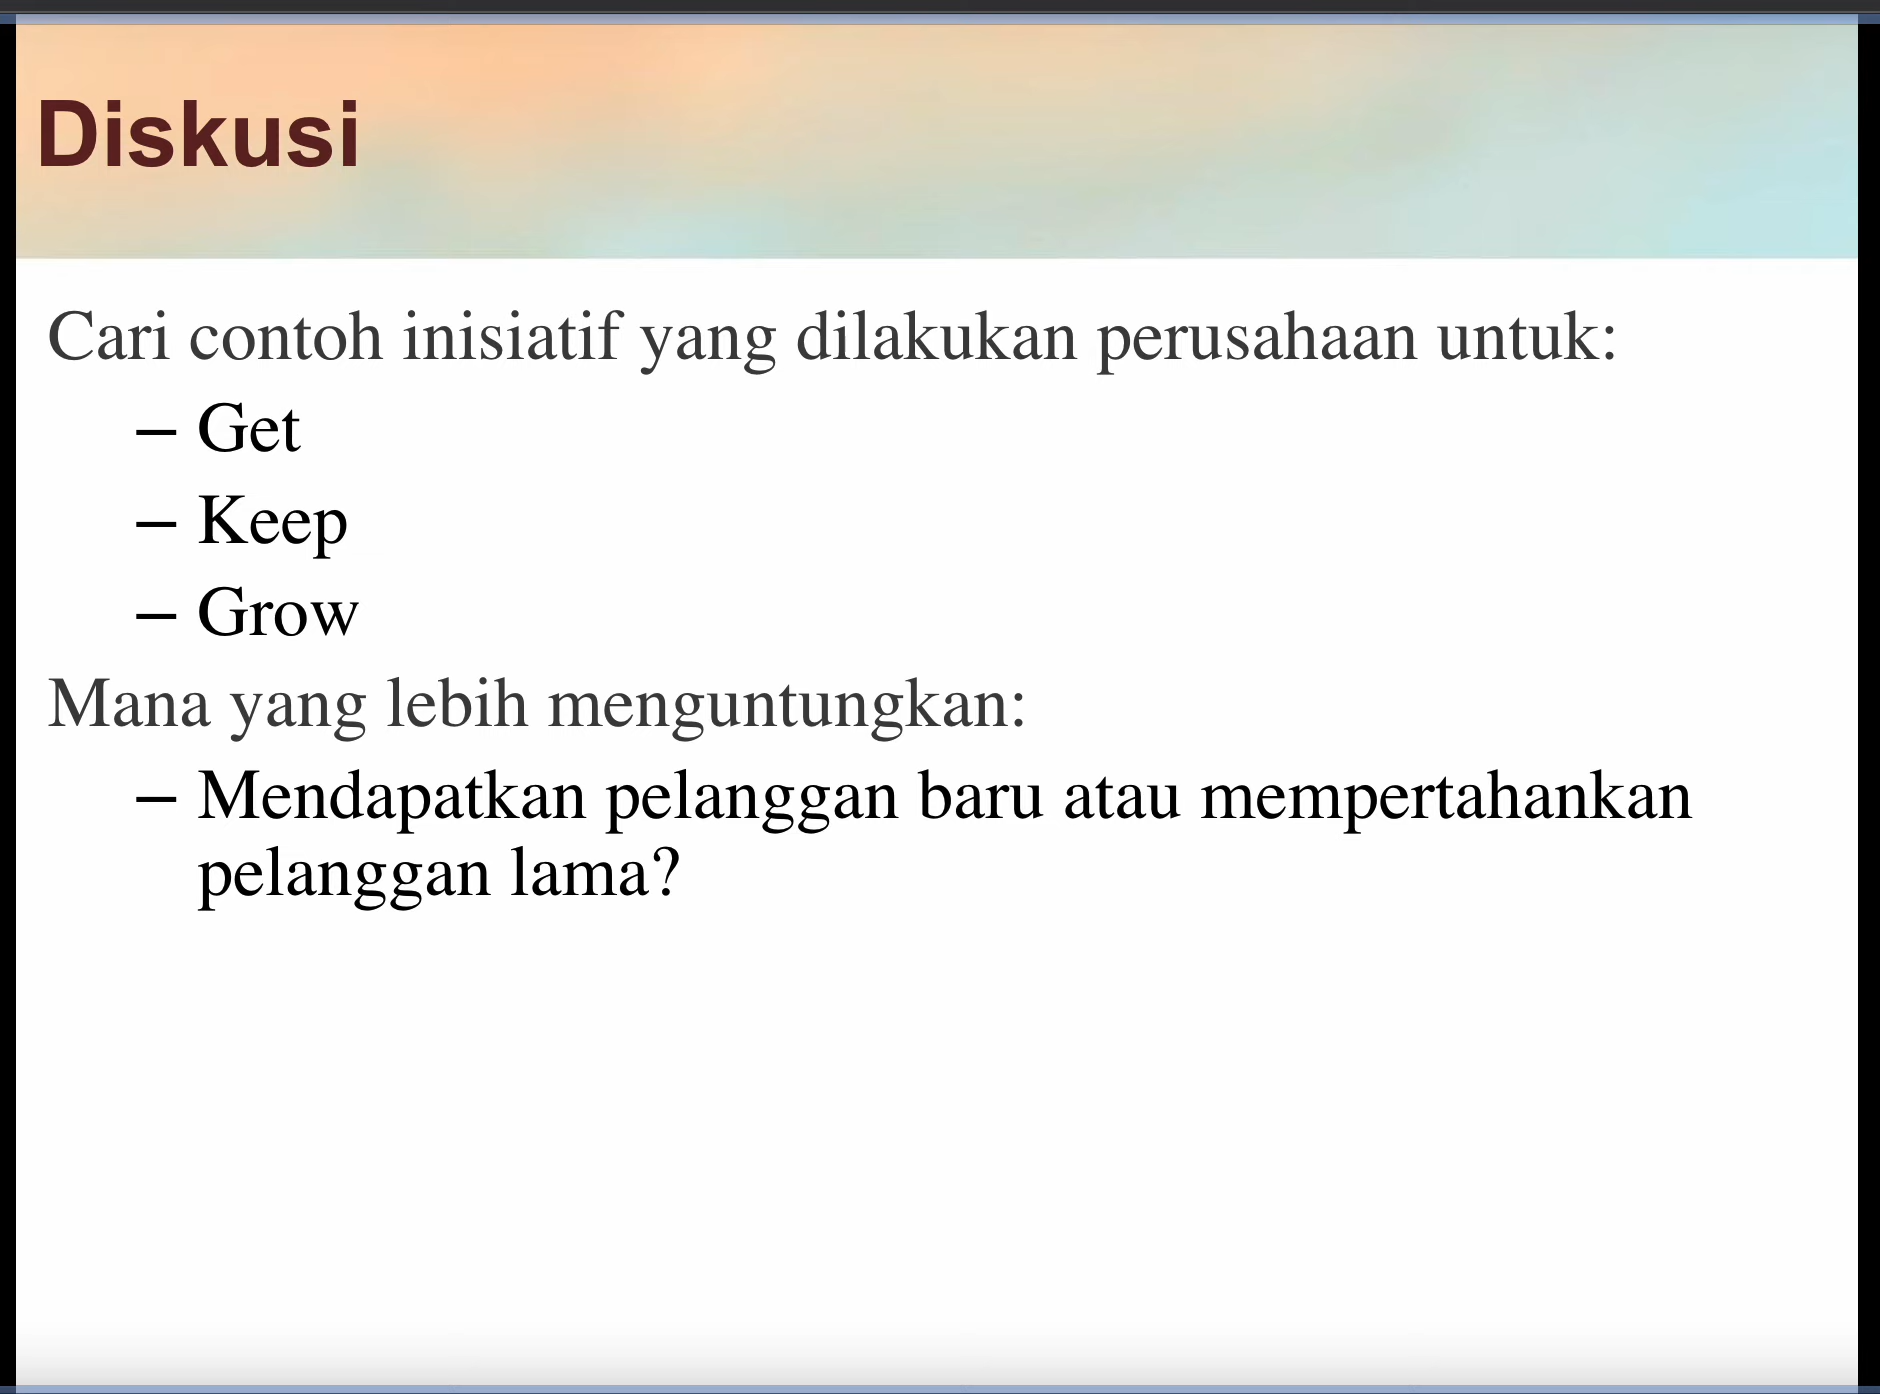 Diskusi
Cari contoh inisiatif yang dilakukan perusahaan untuk:
– Get
– Keep
– Grow
Mana yang lebih menguntungkan:
– Mendapatkan pelanggan baru atau mempertahankan
pelanggan lama?